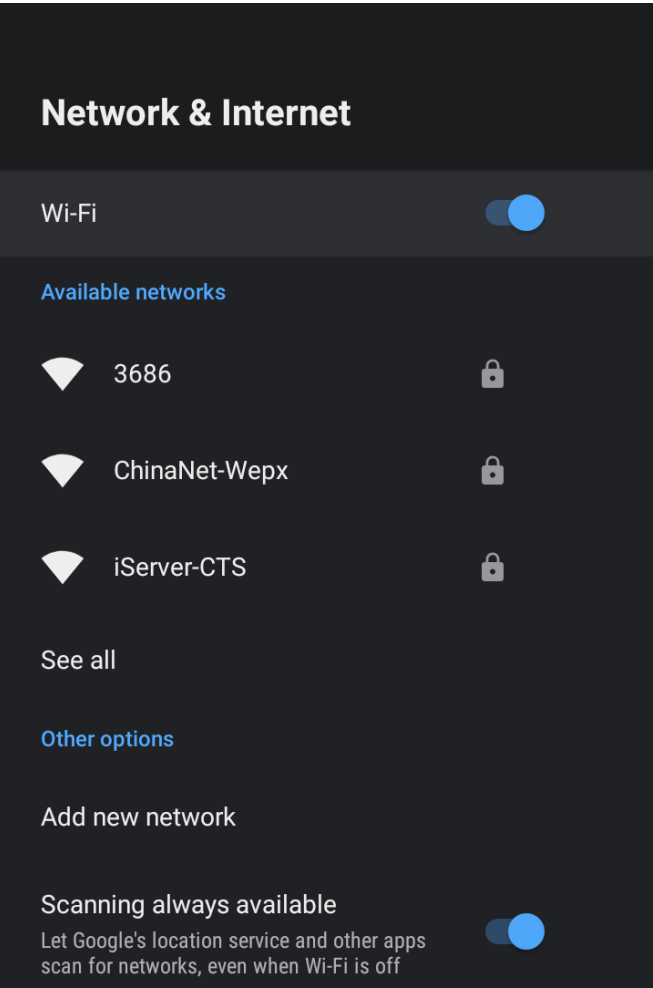 Network & Internet
Wi-Fi
Available networks
3686
ChinaNet-Wepx
iServer-CTS
See all
Other options
Add new network
Scanning always available
Let Google's location service and other apps
scan for networks, even when Wi-Fi is off